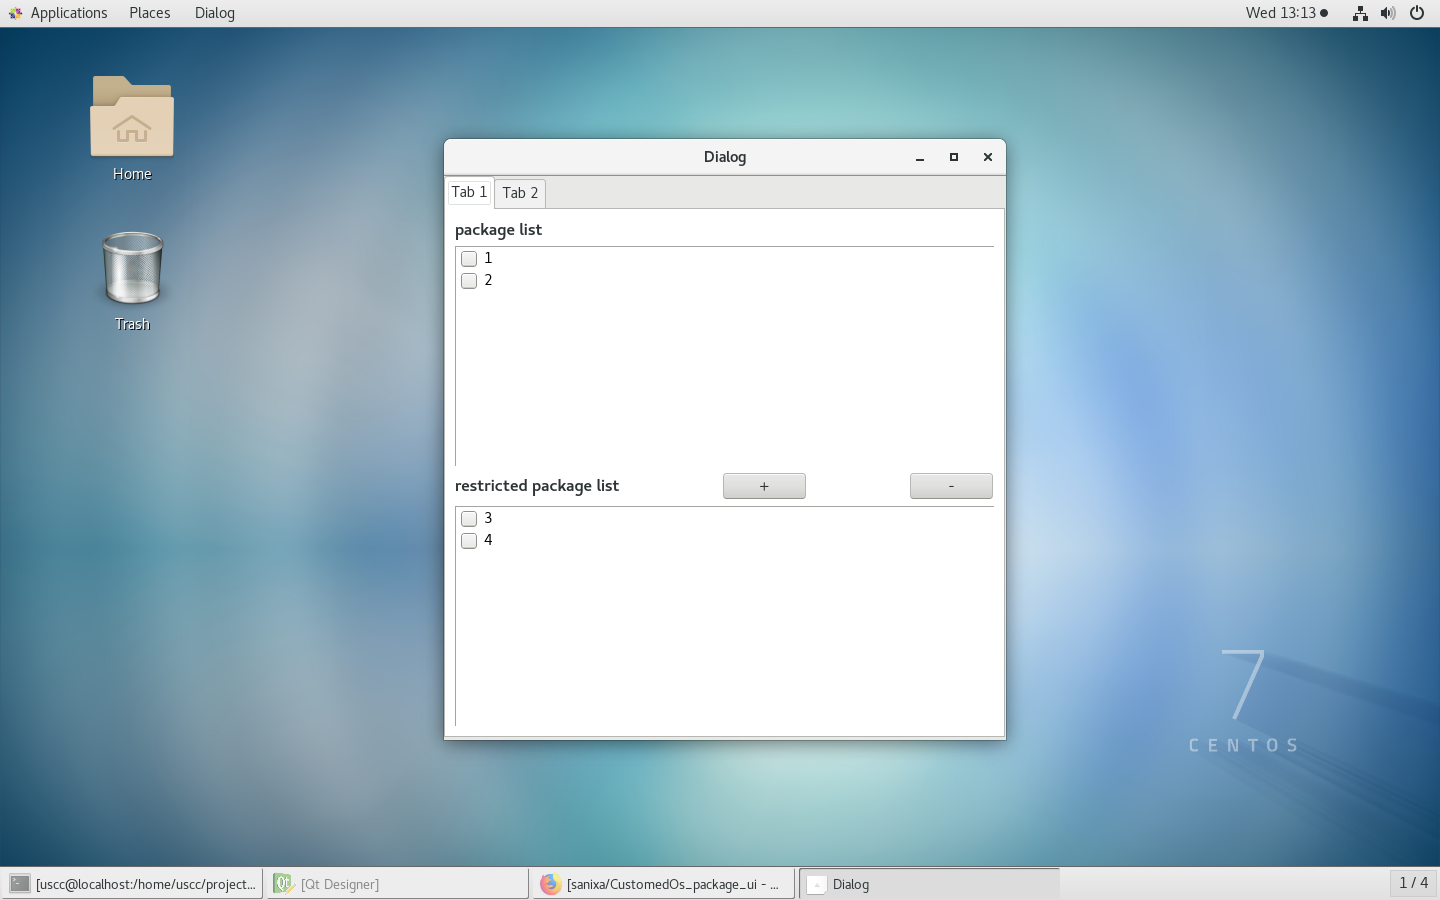 Applications Places Dialog Wed 13:13
Home
Trash
Dialog
Tab 1 Tab 2
package list
1
2
restricted package list + -
3
4
7
CENTOS
[uscc@localhost:/home/uscc/project... [Qt Designer] [sanixa/CustomedOs_package_ui - ... Dialog 1 / 4